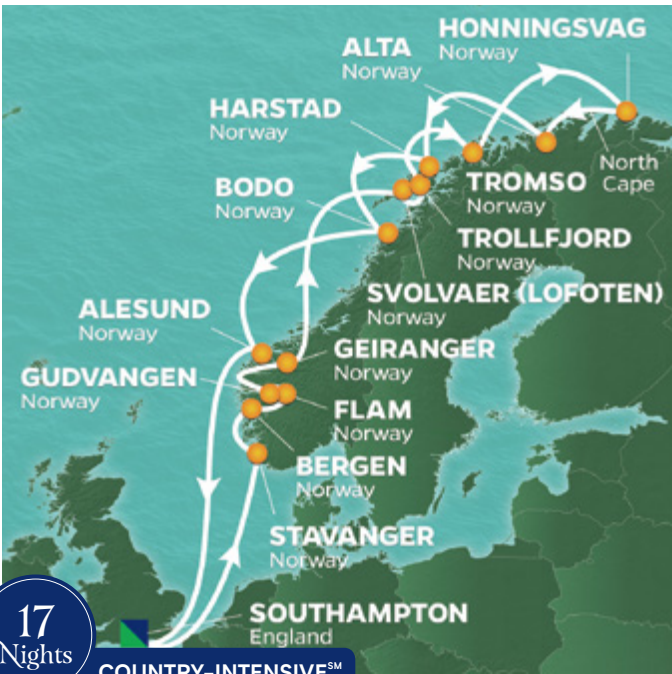 HONNINGSVAG
Norway
ALTA
Norway
HARSTAD
Norway
North
Cape
BODO
Norway
TROMSO
Norway
TROLLFJORD
Norway
SVOLVAER (LOFOTEN)
Norway
ALESUND
Norway
GEIRANGER
Norway
GUDVANGEN
Norway
FLAM
Norway
BERGEN
Norway
STAVANGER
Norway
SOUTHAMPTON
England
17
Nights
COUNTRY-INTENSIVE℠